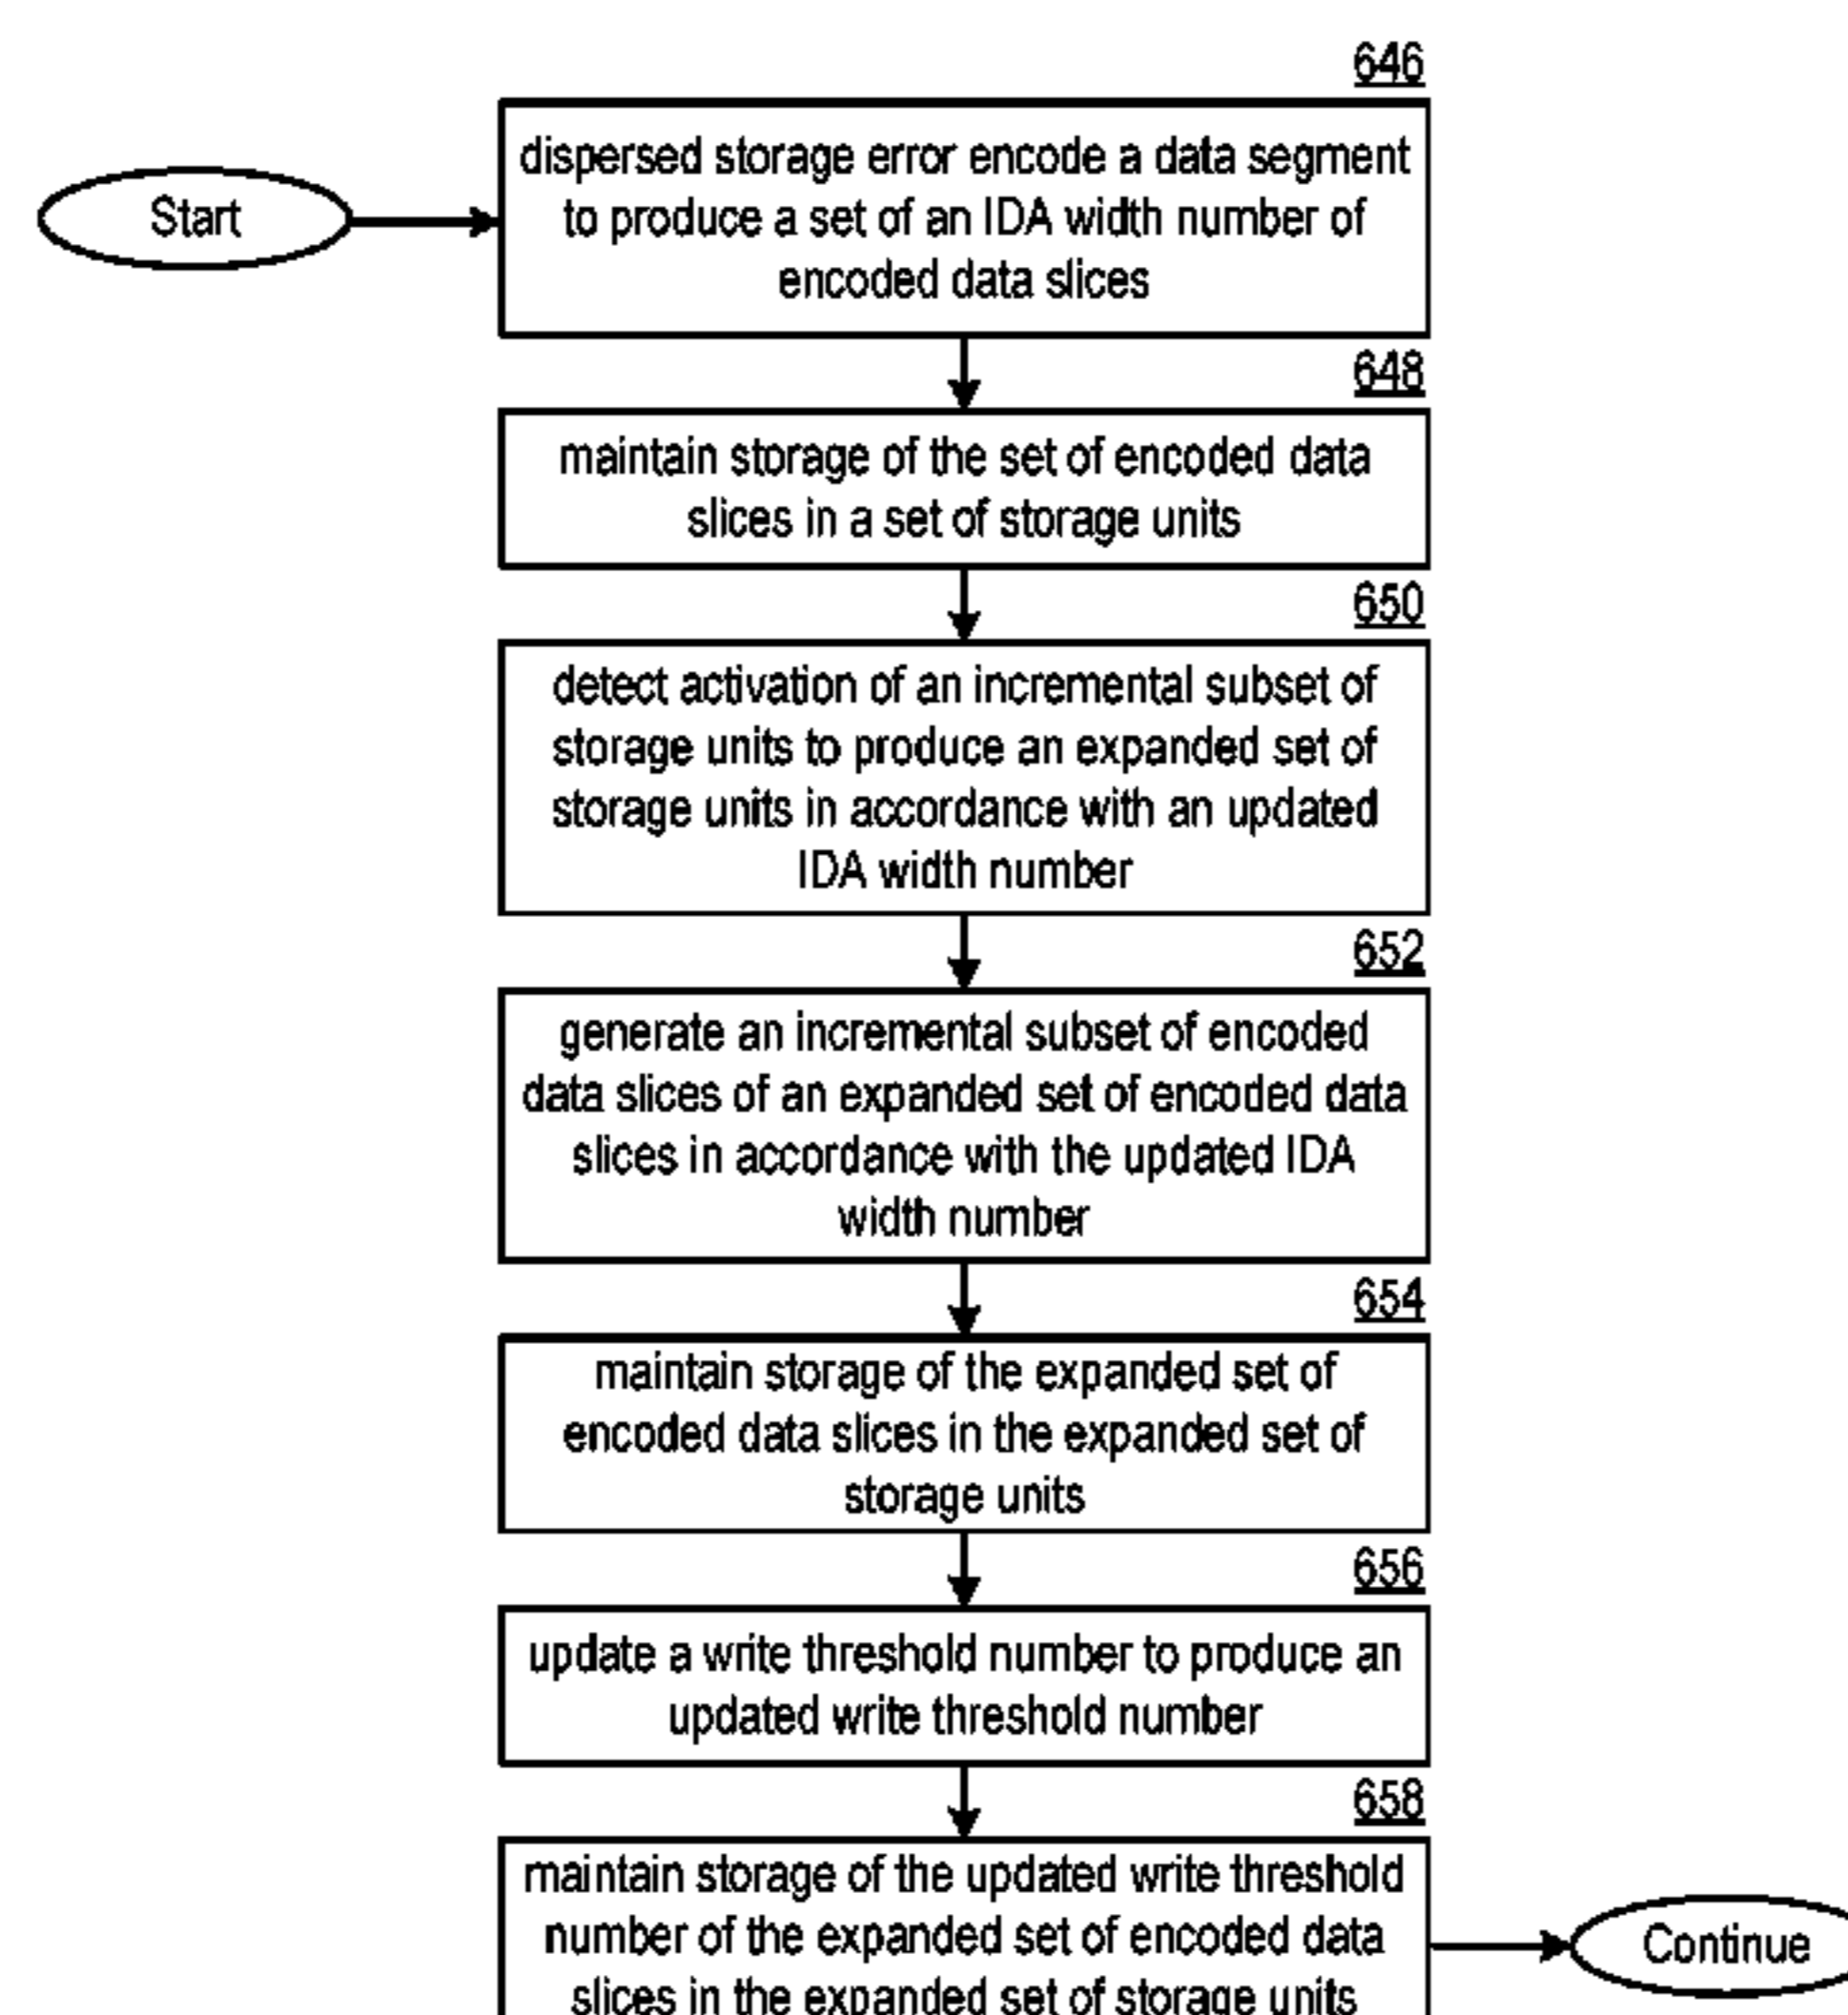 646
Start
dispersed storage error encode a data segment
to produce a set of an IDA width number of
encoded data slices
648
maintain storage of the set of encoded data
slices in a set of storage units
650
detect activation of an incremental subset of
storage units to produce an expanded set of
storage units in accordance with an updated
IDA width number
652
generate an incremental subset of encoded
data slices of an expanded set of encoded data
slices in accordance with the updated IDA
width number
654
maintain storage of the expanded set of
encoded data slices in the expanded set of
storage units
656
update a write threshold number to produce an
updated write threshold number
658
maintain storage of the updated write threshold
number of the expanded set of encoded data
slices in the expanded set of storage units
Continue